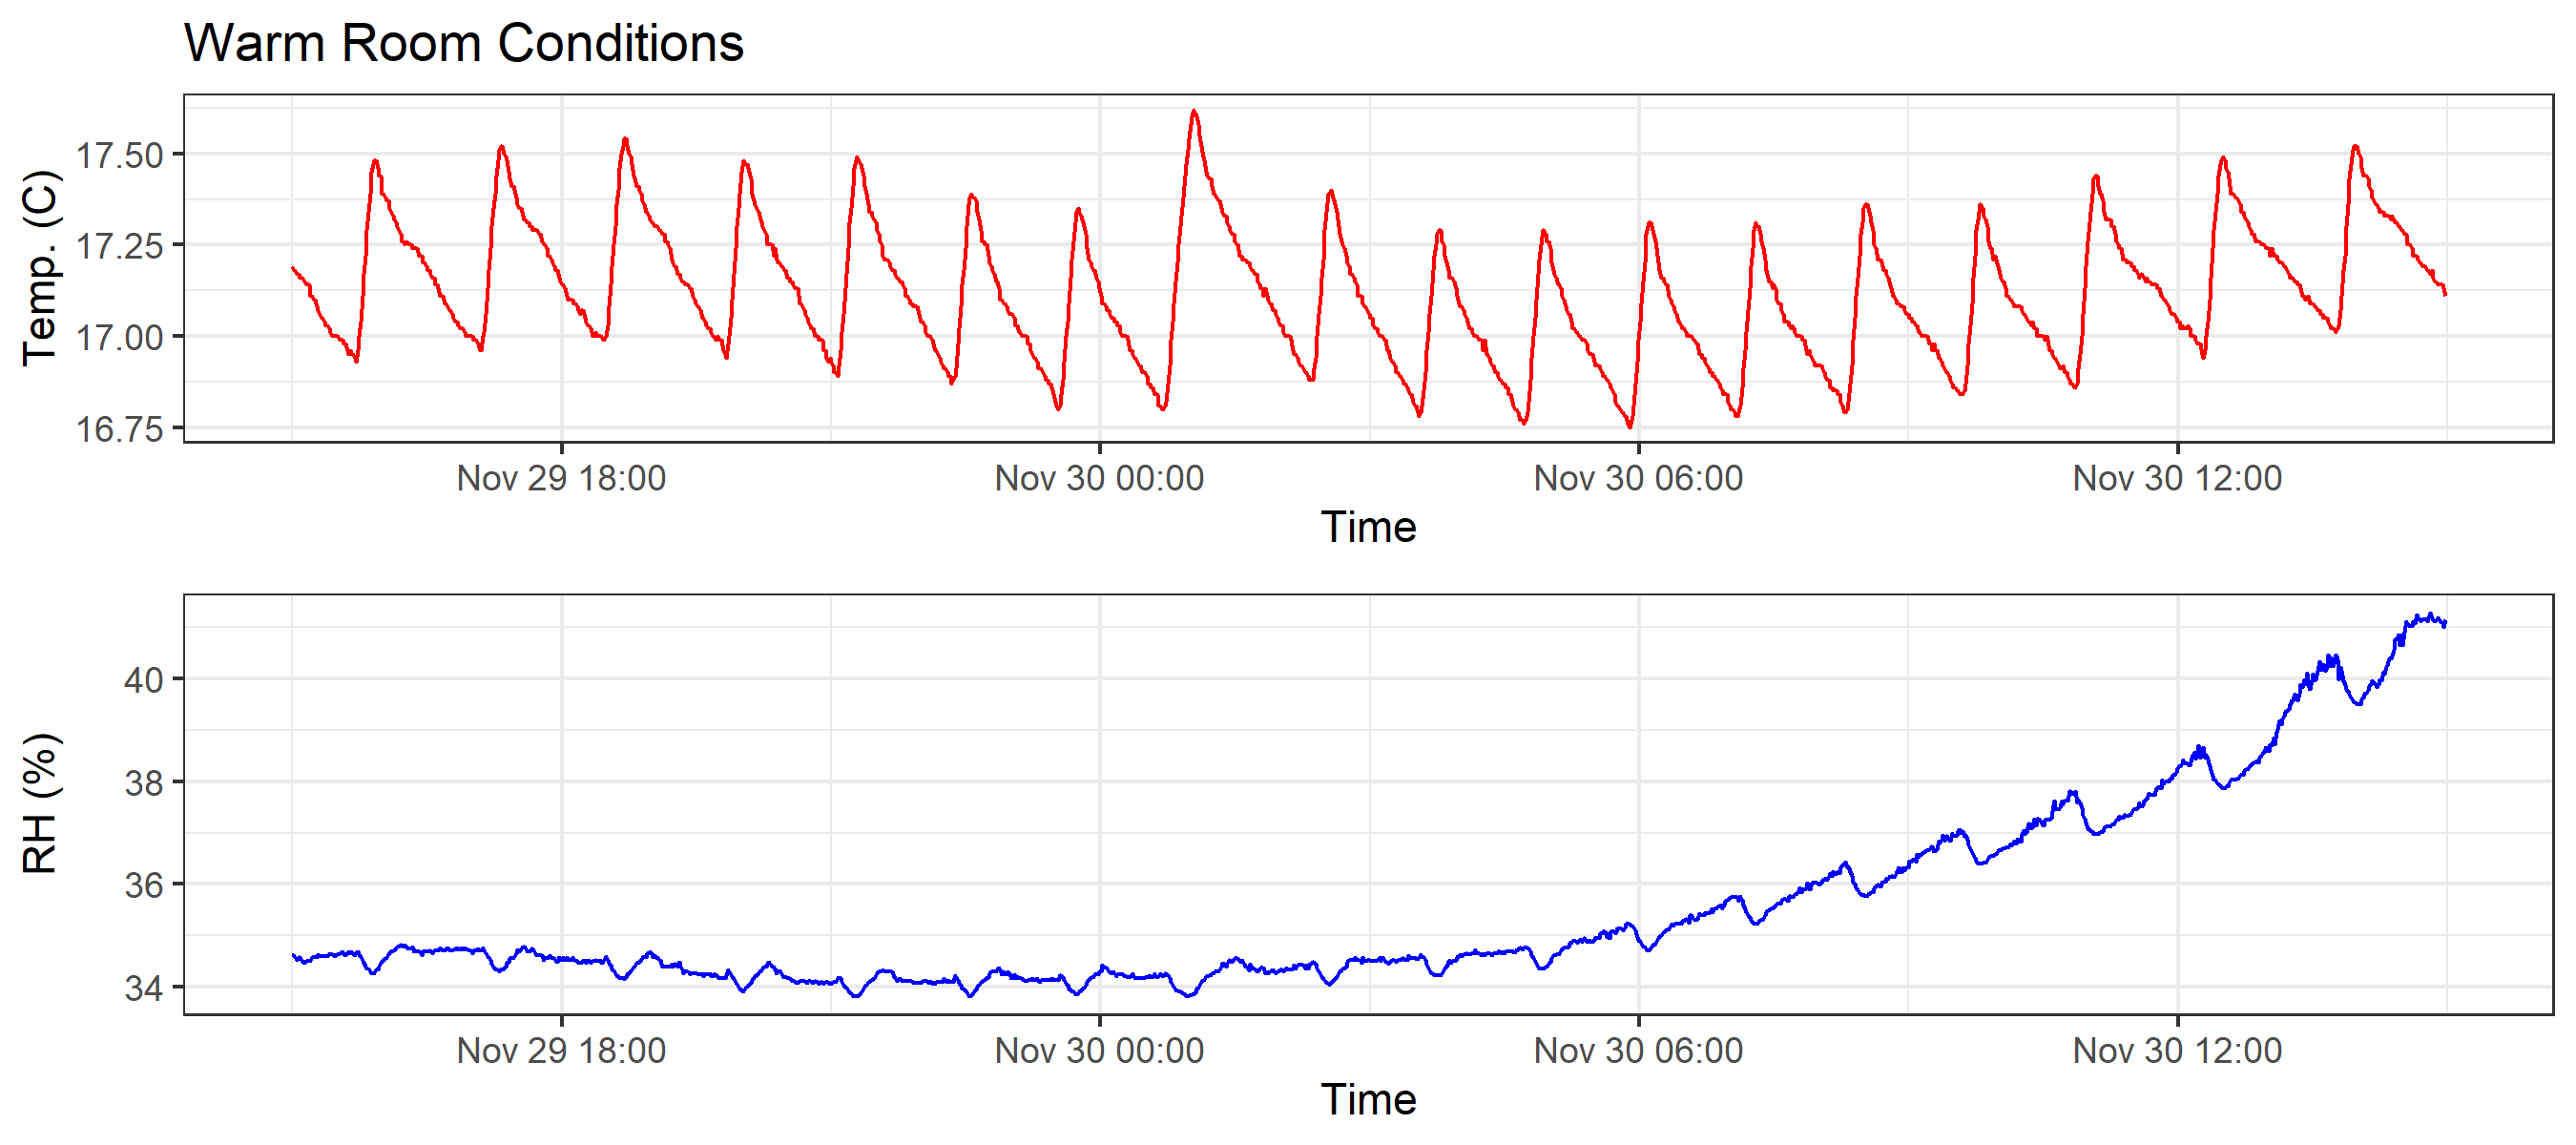 Warm Room Conditions
Temp. (C)
17.50
17.25
17.00
16.75
Nov 29 18:00 Nov 30 00:00 Nov 30 06:00 Nov 30 12:00
Time
RH (%)
40
38
36
34
Nov 29 18:00 Nov 30 00:00 Nov 30 06:00 Nov 30 12:00
Time